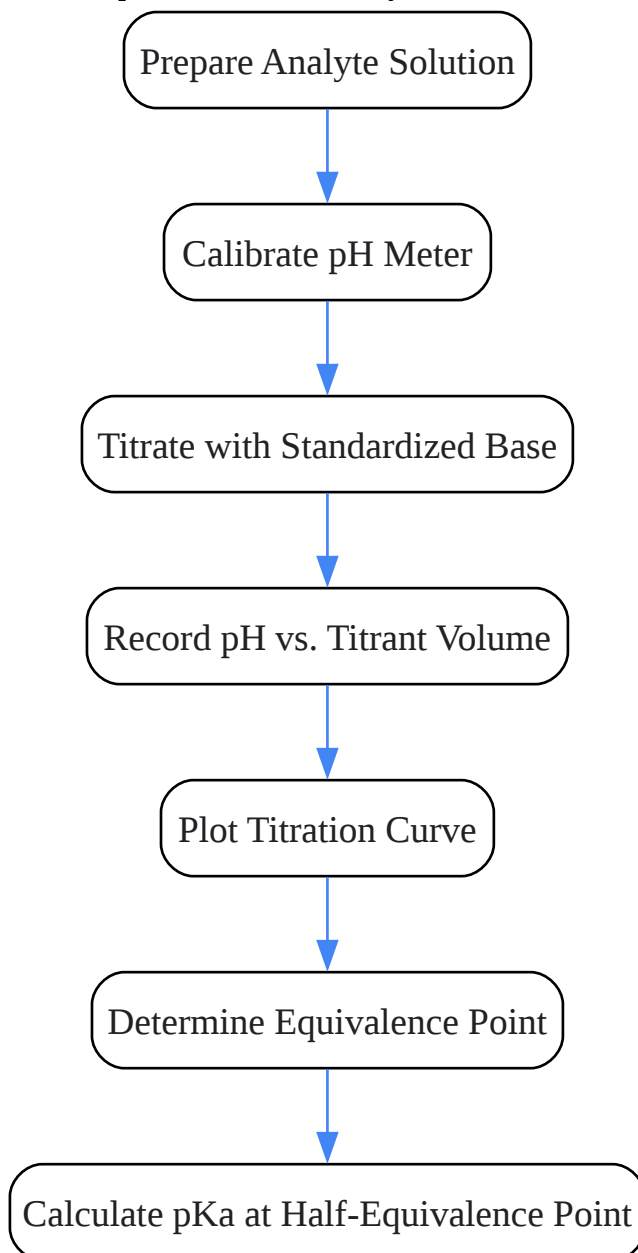 Prepare Analyte Solution
Calibrate pH Meter
Titrate with Standardized Base
Record pH vs. Titrant Volume
Plot Titration Curve
Determine Equivalence Point
Calculate pKa at Half-Equivalence Point